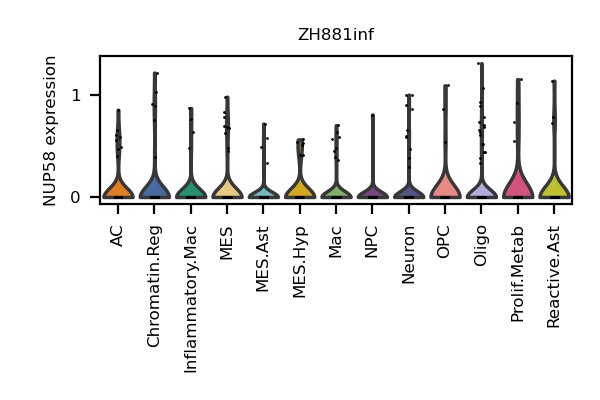 ZH881inf
NUP58 expression
1
0
AC
Chromatin.Reg
Inflammatory.Mac
MES
MES.Ast
MES.Hyp
Mac
NPC
Neuron
OPC
Oligo
Prolif.Metab
Reactive.Ast